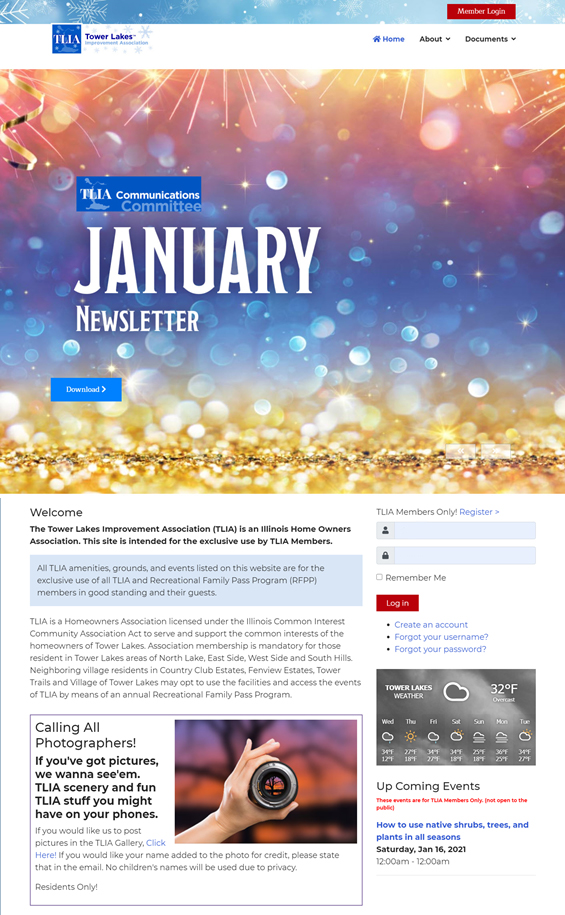 Member Login
TLIA Tower Lakes™
Improvement Association
Home About Documents
TLIA Communications
Committee
JANUARY
NEWSLETTER
Download
Welcome
The Tower Lakes Improvement Association (TLIA) is an Illinois Home Owners
Association. This site is intended for the exclusive use by TLIA Members.
All TLIA amenities, grounds, and events listed on this website are for the
exclusive use of all TLIA and Recreational Family Pass Program (RFPP)
members in good standing and their guests.
TLIA is a Homeowners Association licensed under the Illinois Common Interest
Community Association Act to serve and support the common interests of the
homeowners of Tower Lakes. Association membership is mandatory for those
resident in Tower Lakes areas of North Lake, East Side, West Side and South Hills.
Neighboring village residents in Country Club Estates, Fenview Estates, Tower
Trails and Village of Tower Lakes may opt to use the facilities and access the events
of TLIA by means of an annual Recreational Family Pass Program.
Calling All
Photographers!
If you've got pictures,
we wanna see'em.
TLIA scenery and fun
TLIA stuff you might
have on your phones.
If you would like us to post
pictures in the TLIA Gallery, Click
Here! If you would like your name added to the photo for credit, please state
that in the email. No children's names will be used due to privacy.
Residents Only!
TLIA Members Only! Register >
Remember Me
Log in
Create an account
Forgot your username?
Forgot your password?
TOWER LAKES
WEATHER
32°F
Overcast
Wed Thu Fri Sat Sun Mon Tue
34°F 34°F 34°F 34°F 25°F 36°F 25°F
12°F 18°F 27°F 18°F 18°F 27°F 27°F
Up Coming Events
These events are for TLIA Members Only, (not open to the
public)
How to use native shrubs, trees, and
plants in all seasons
Saturday, Jan 16, 2021
12:00am - 12:00am